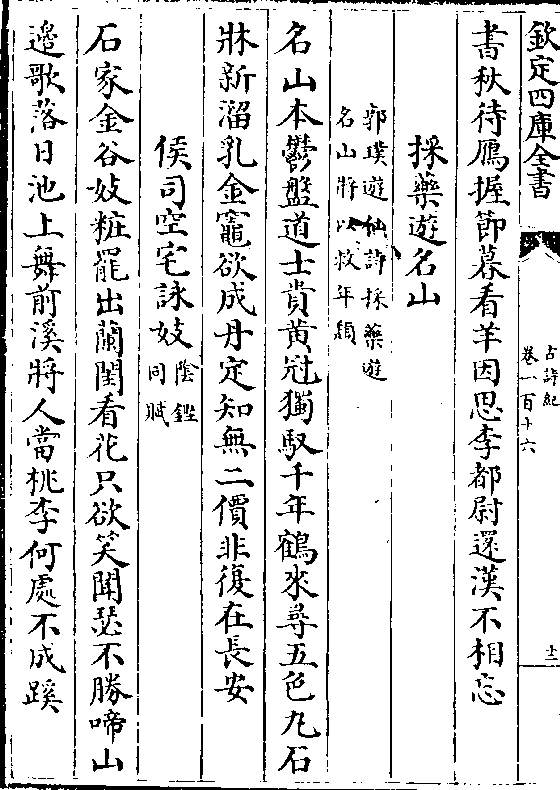 欽定四庫全書
古詩紀
卷一百十六
十二
書秋待鴈握節暮看羊因思李都尉還漢不相忘
採藥遊名山
郭璞遊仙詩採藥遊
名山將以救年頹
名山本鬱盤道士貴黄冠獨馭千年鶴來尋五色丸石
牀新溜乳金竈欲成丹定知無二價非復在長安
侯司空宅詠妓
陰鏗
同賦
石家金谷妓粧罷出蘭閨看花只欲笑聞瑟不勝啼山
邊歌落日池上舞前溪將人當桃李何處不成蹊